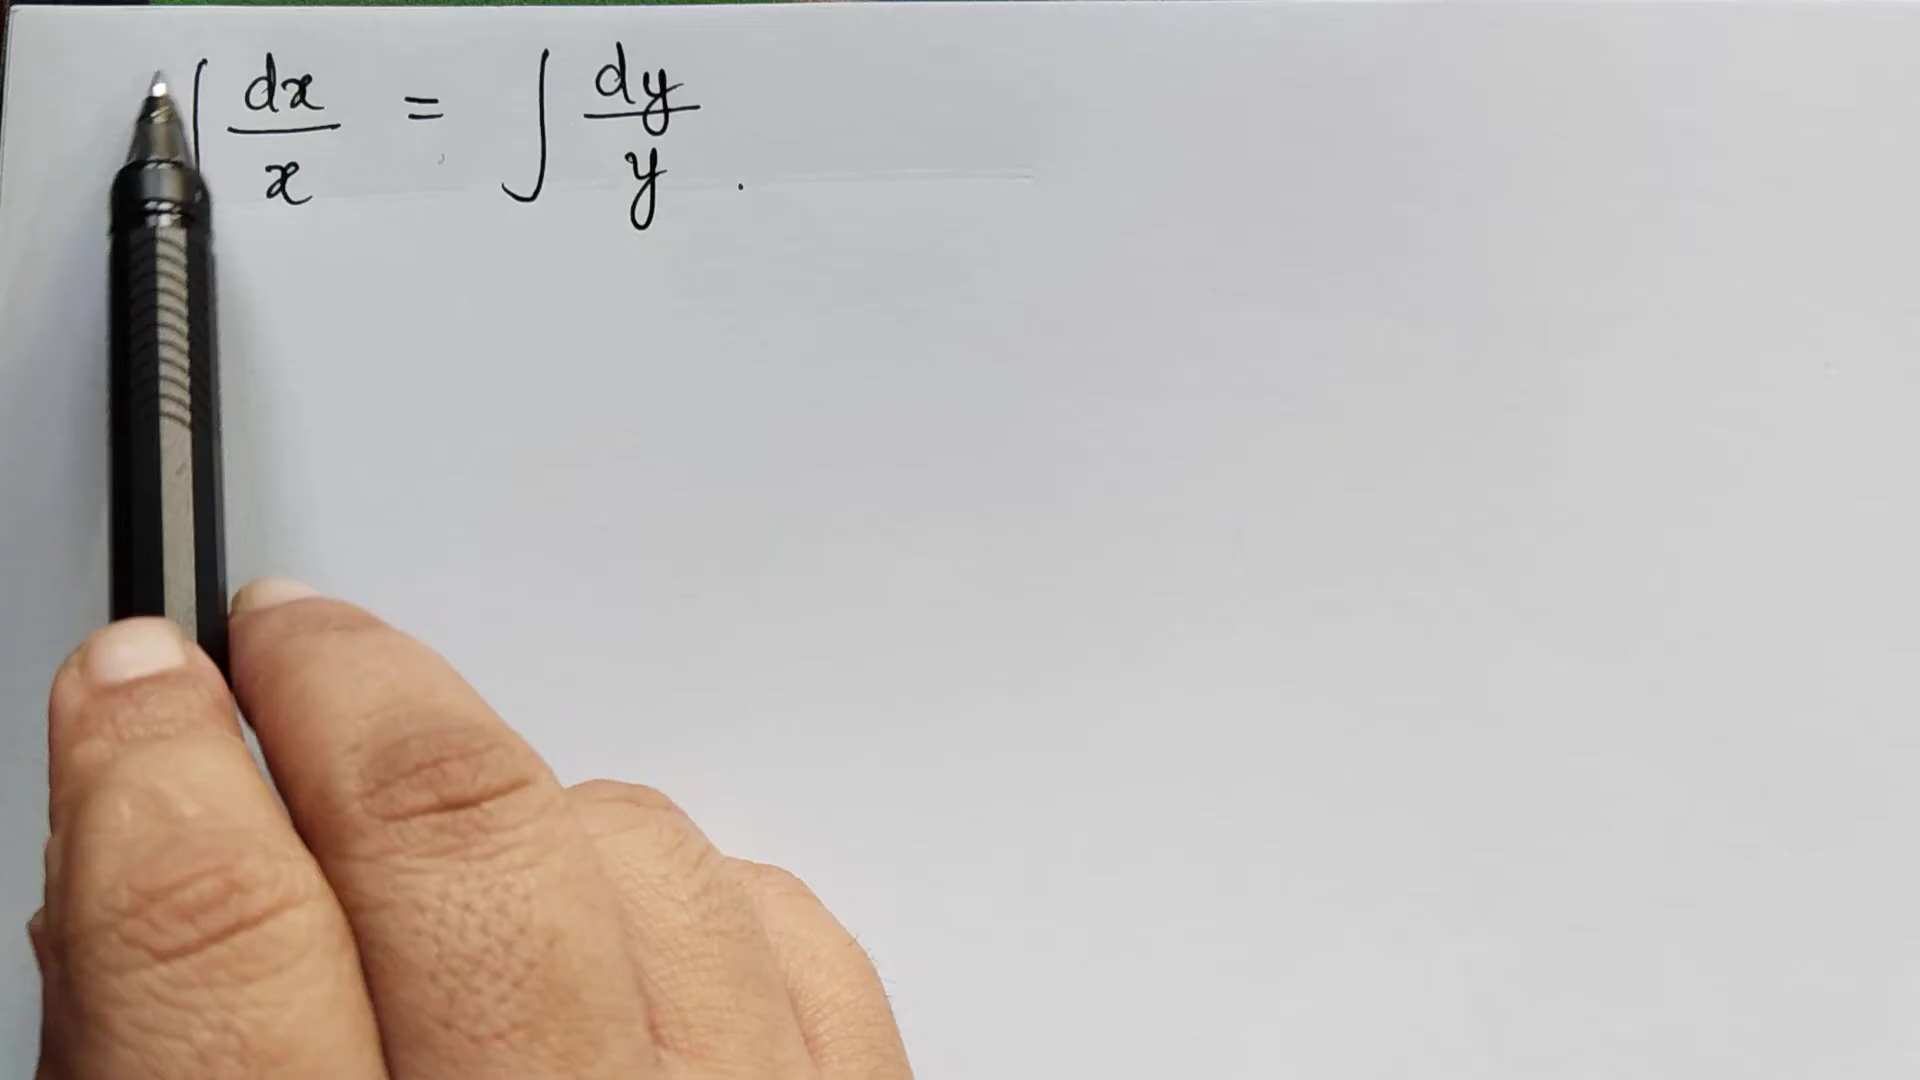 ∫ dx/x = ∫ dy/y .